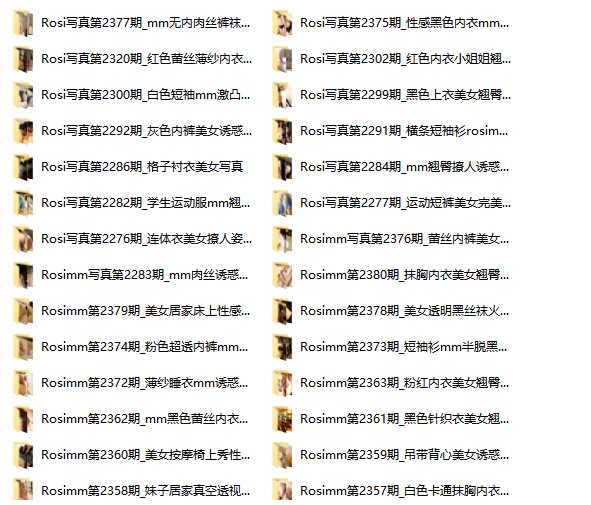 Rosi写真第2377期_mm无内肉丝裤袜...
Rosi写真第2375期_性感黑色内衣mm...
Rosi写真第2320期_红色蕾丝薄纱内衣...
Rosi写真第2302期_红色内衣小姐姐翘...
Rosi写真第2300期_白色短袖mm激凸...
Rosi写真第2299期_黑色上衣美女翘臀...
Rosi写真第2292期_灰色内裤美女诱惑...
Rosi写真第2291期_横条短袖衫rosim...
Rosi写真第2286期_格子衬衣美女写真
Rosi写真第2284期_mm翘臀撩人诱惑...
Rosi写真第2282期_学生运动服mm翘...
Rosi写真第2277期_运动短裤美女完美...
Rosi写真第2276期_连体衣美女撩人姿...
Rosimm写真第2376期_蕾丝内裤美女...
Rosimm写真第2283期_mm肉丝诱惑...
Rosimm第2380期_抹胸内衣美女翘臀...
Rosimm第2379期_美女居家床上性感...
Rosimm第2378期_美女透明黑丝袜火...
Rosimm第2374期_粉色超透内裤mm...
Rosimm第2373期_短袖衫mm半脱黑...
Rosimm第2372期_薄纱睡衣mm诱惑...
Rosimm第2363期_粉红内衣美女翘臀...
Rosimm第2362期_mm黑色蕾丝内衣...
Rosimm第2361期_黑色针织衣美女翘...
Rosimm第2360期_美女按摩椅上秀性...
Rosimm第2359期_吊带背心美女诱惑...
Rosimm第2358期_妹子居家真空透视...
Rosimm第2357期_白色卡通抹胸内衣...